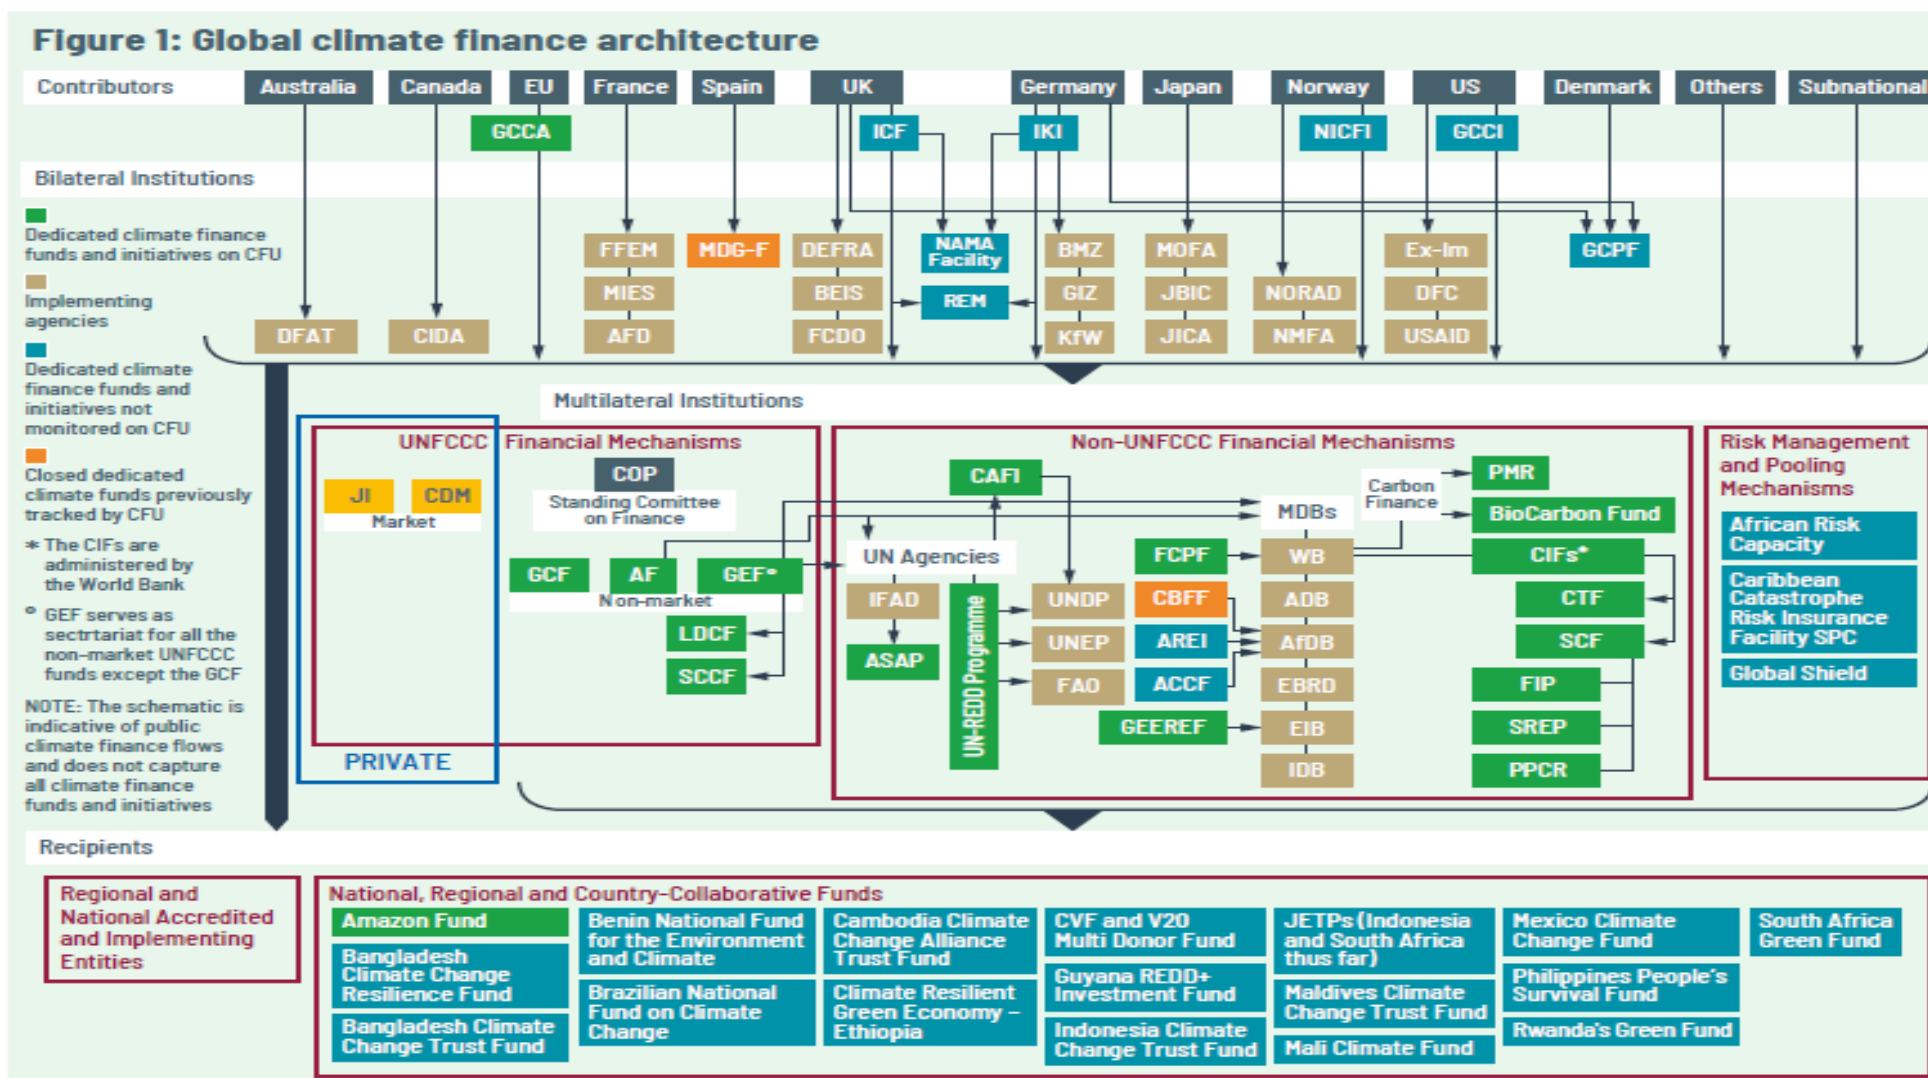 Figure 1: Global climate finance architecture
Contributors
Australia
Canada
EU
France
Spain
UK
Germany
Japan
Norway
US
Denmark
Others
Subnational
GCCA
ICF
IKI
NICFI
GCCI
Bilateral Institutions
Dedicated climate finance
funds and initiatives on CFU
Implementing
agencies
Dedicated climate
finance funds and
initiatives not
monitored on CFU
Closed dedicated
climate funds previously
tracked by CFU
* The CIFs are
administered by
the World Bank
° GEF serves as
sectrtariat for all the
non-market UNFCCC
funds except the GCF
NOTE: The schematic is
indicative of public
climate finance flows
and does not capture
all climate finance
funds and initiatives
FFEM
MDG-F
DEFRA
NAMA
Facility
BMZ
MOFA
Ex-Im
GCPF
MIES
BEIS
REM
GIZ
JBIC
NORAD
DFC
DFAT
CIDA
AFD
FCDO
KfW
JICA
NMFA
USAID
Multilateral Institutions
UNFCCC Financial Mechanisms
COP
Standing Comittee
on Finance
JI
CDM
Market
GCF
AF
GEF°
Non-market
LDCF
SCCF
PRIVATE
Non-UNFCCC Financial Mechanisms
CAFI
UN Agencies
IFAD
ASAP
UN-REDD Programme
UNDP
UNEP
FAO
FCPF
CBFF
AREI
ACCF
GEEREF
MDBs
WB
ADB
AfDB
EBRD
EIB
IDB
Carbon
Finance
PMR
BioCarbon Fund
CIFs*
CTF
SCF
FIP
SREP
PPCR
Risk Management
and Pooling
Mechanisms
African Risk
Capacity
Caribbean
Catastrophe
Risk Insurance
Facility SPC
Global Shield
Recipients
Regional and
National Accredited
and Implementing
Entities
National, Regional and Country-Collaborative Funds
Amazon Fund
Bangladesh
Climate Change
Resilience Fund
Bangladesh Climate
Change Trust Fund
Benin National Fund
for the Environment
and Climate
Brazilian National
Fund on Climate
Change
Cambodia Climate
Change Alliance
Trust Fund
Climate Resilient
Green Economy –
Ethiopia
CVF and V20
Multi Donor Fund
Guyana REDD+
Investment Fund
Indonesia Climate
Change Trust Fund
JETPs (Indonesia
and South Africa
thus far)
Maldives Climate
Change Trust Fund
Mali Climate Fund
Mexico Climate
Change Fund
Philippines People's
Survival Fund
Rwanda's Green Fund
South Africa
Green Fund